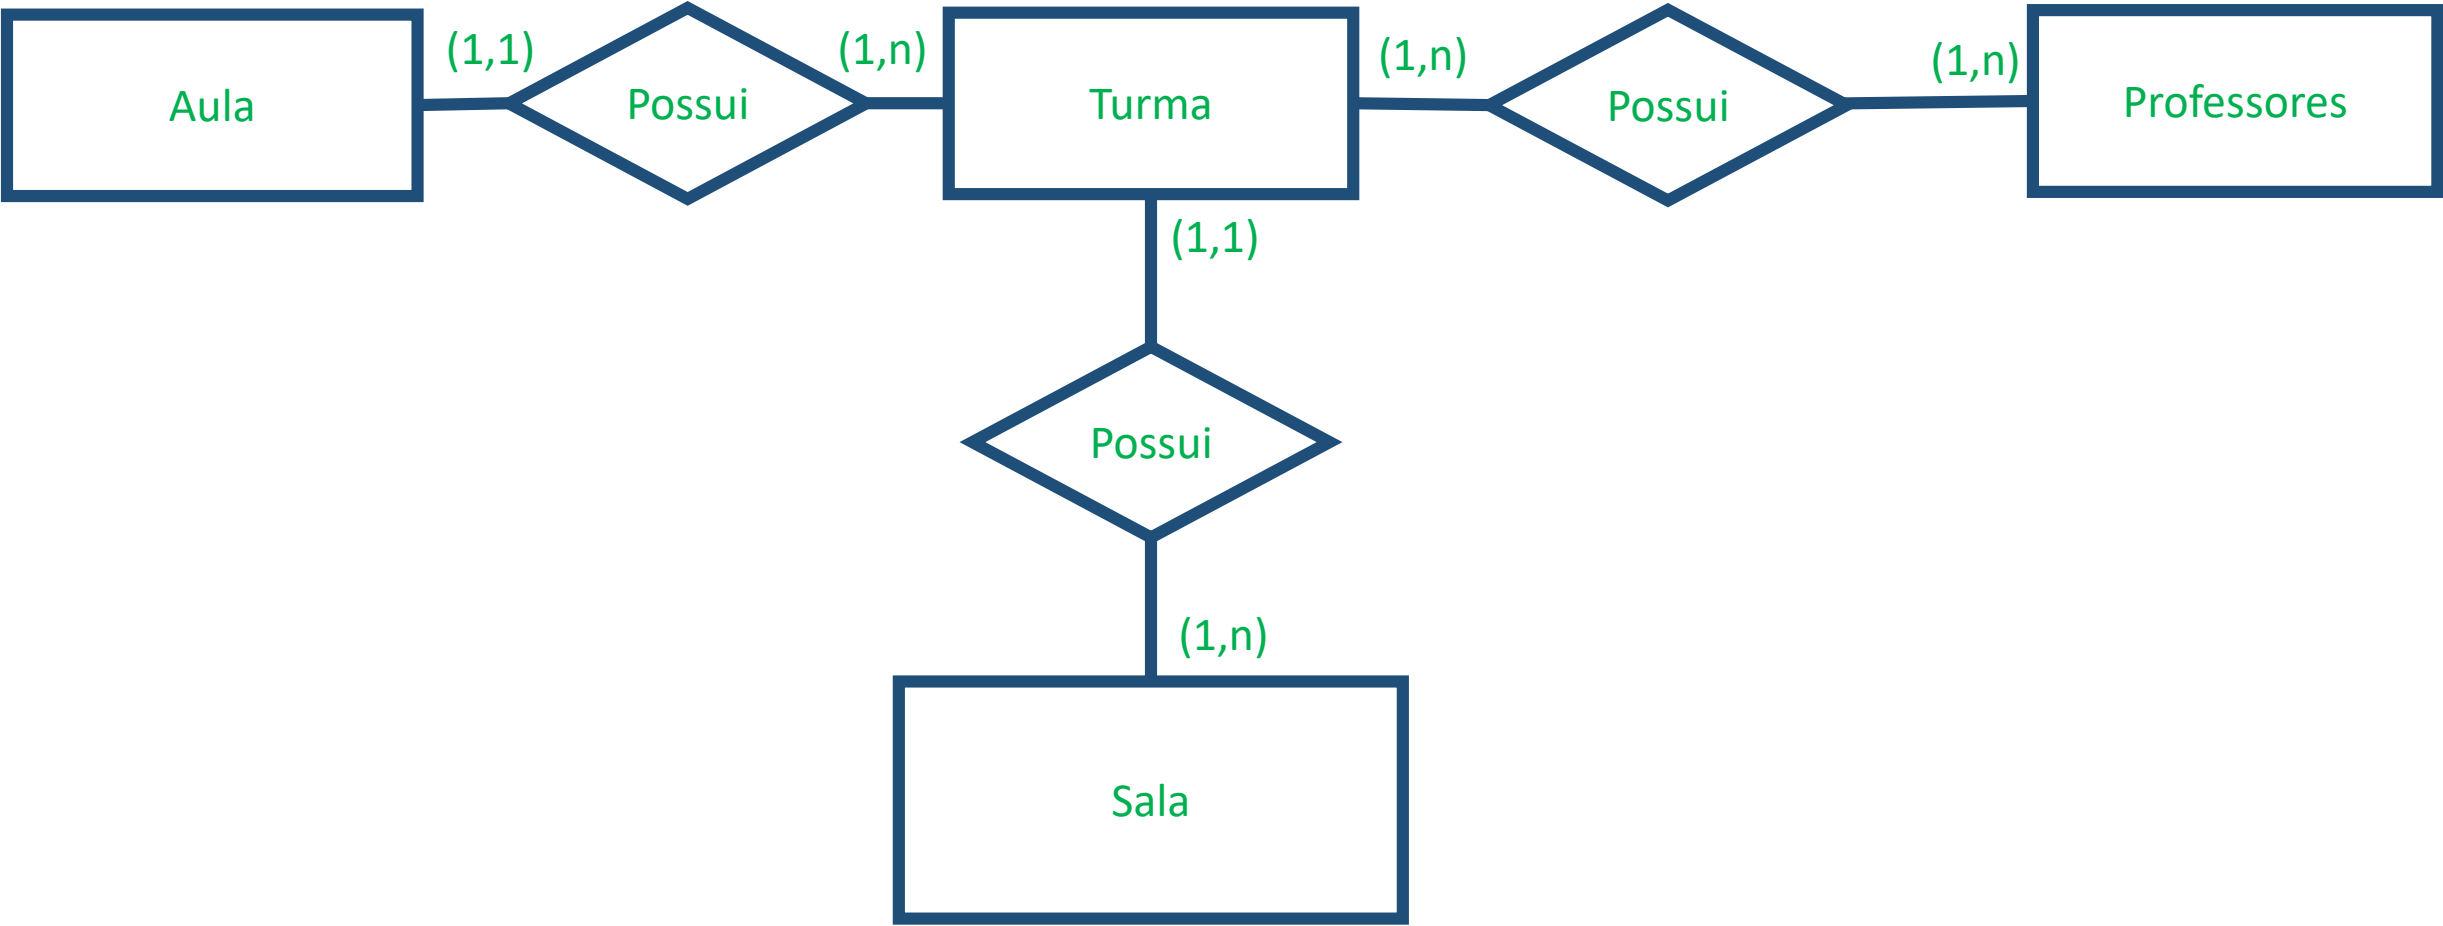 Aula
(1,1)
Possui
(1,n)
Turma
(1,n)
Possui
(1,n)
Professores
(1,1)
Possui
(1,n)
Sala